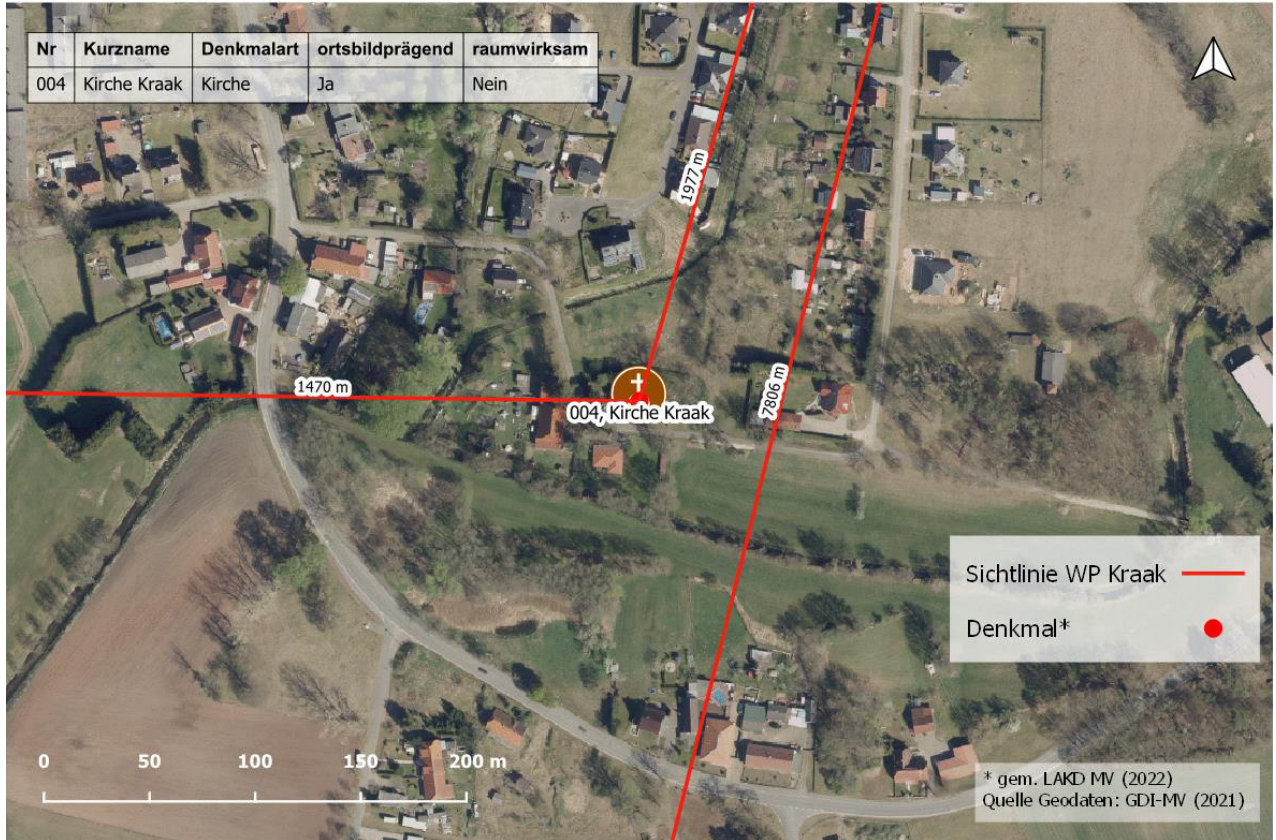 Nr Kurzname Denkmalart ortsbildprägend raumwirksam
004 Kirche Kraak Kirche Ja Nein
1977 m
7806 m
1470 m
004, Kirche Kraak
Sichtlinie WP Kraak
Denkmal*
0 50 100 150 200 m
* gem. LAKD MV (2022)
Quelle Geodaten: GDI-MV (2021)